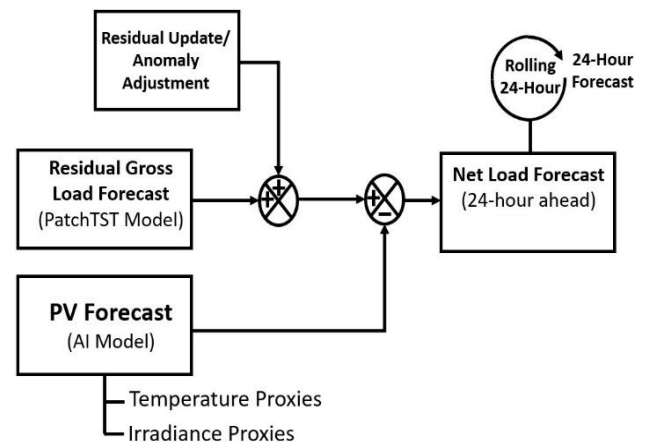 Residual Update/
Anomaly
Adjustment
Rolling
24-Hour
24-Hour
Forecast
Residual Gross
Load Forecast
(PatchTST Model)
+
+
+
−
Net Load Forecast
(24-hour ahead)
PV Forecast
(AI Model)
Temperature Proxies
Irradiance Proxies